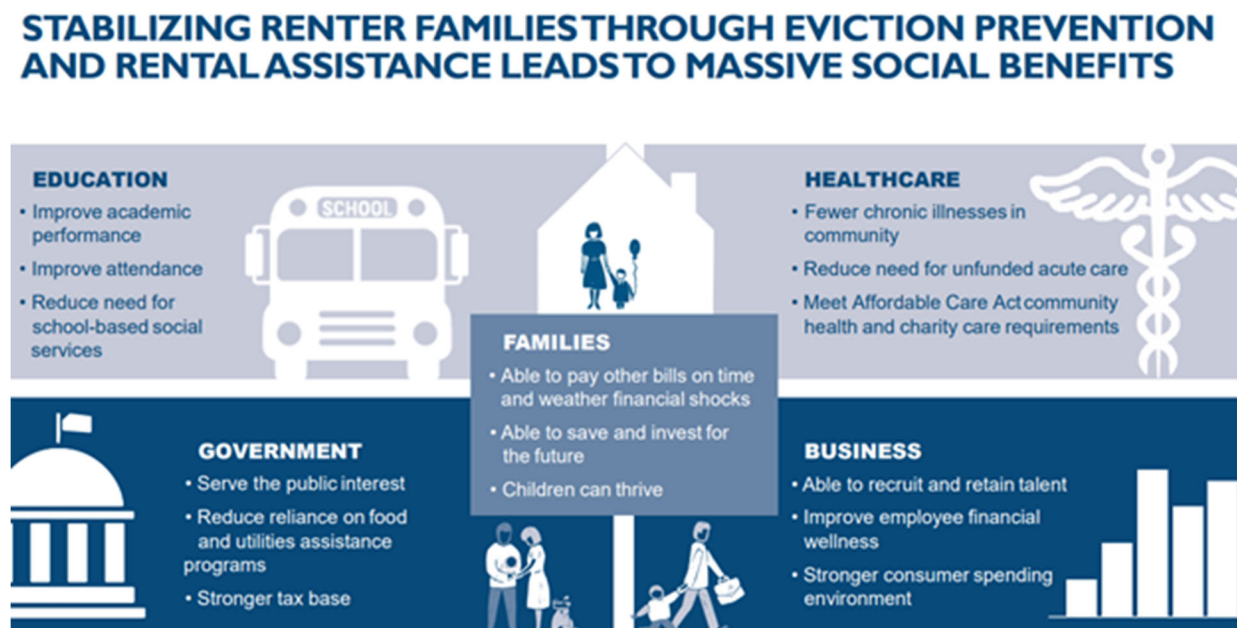 STABILIZING RENTER FAMILIES THROUGH EVICTION PREVENTION
AND RENTAL ASSISTANCE LEADS TO MASSIVE SOCIAL BENEFITS
EDUCATION
• Improve academic
performance
• Improve attendance
• Reduce need for
school-based social
services
SCHOOL
HEALTHCARE
• Fewer chronic illnesses in
community
• Reduce need for unfunded acute care
• Meet Affordable Care Act community
health and charity care requirements
FAMILIES
• Able to pay other bills on time
and weather financial shocks
• Able to save and invest for
the future
• Children can thrive
GOVERNMENT
• Serve the public interest
• Reduce reliance on food
and utilities assistance
programs
• Stronger tax base
BUSINESS
• Able to recruit and retain talent
• Improve employee financial
wellness
• Stronger consumer spending
environment